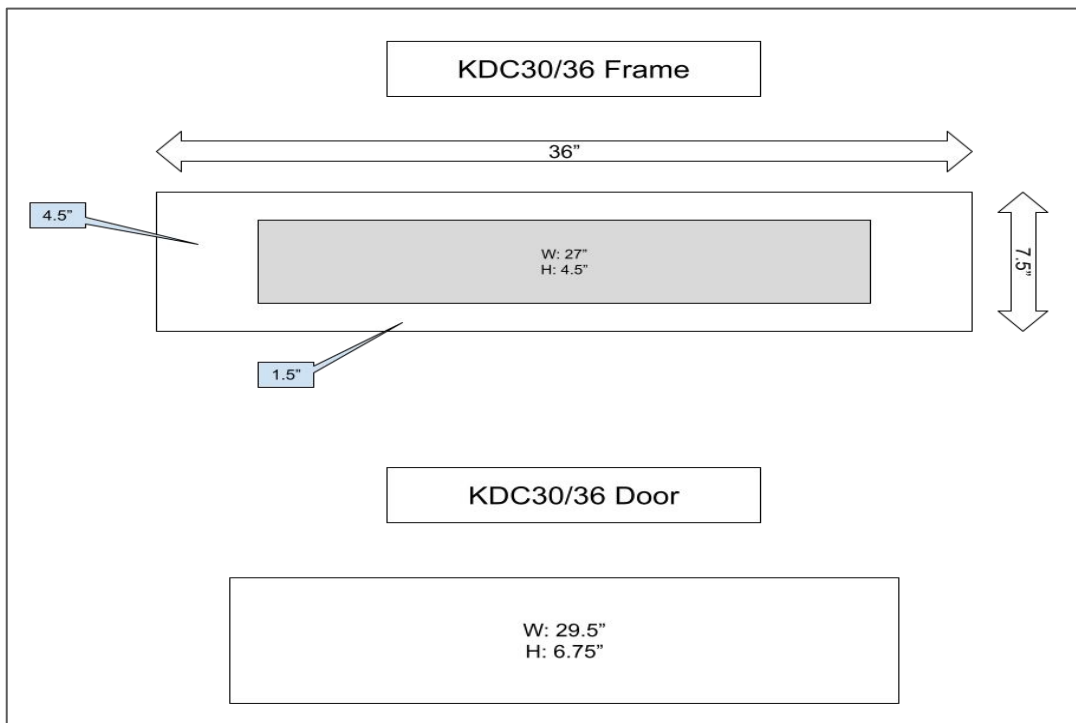 KDC30/36 Frame
36”
4.5”
W: 27”
H: 4.5”
7.5”
1.5”
KDC30/36 Door
W: 29.5”
H: 6.75”